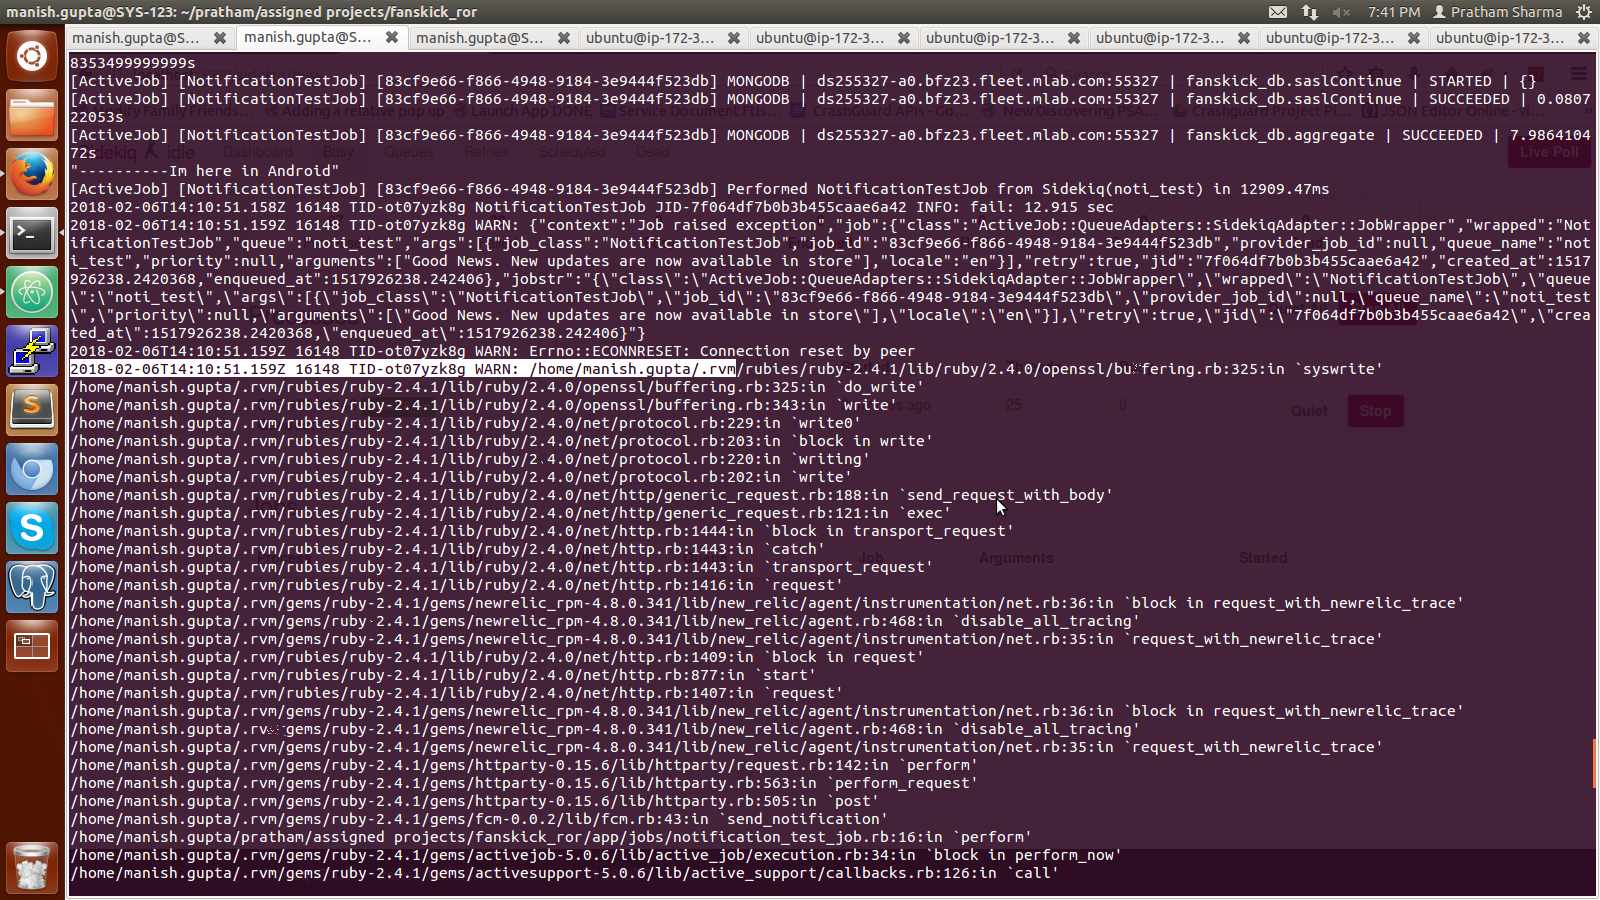 manish.gupta@SYS-123: ~/pratham/assigned projects/fanskick_ror
7:41 PM Pratham Sharma
manish.gupta@S... manish.gupta@S... manish.gupta@S... ubuntu@ip-172-3... ubuntu@ip-172-3... ubuntu@ip-172-3... ubuntu@ip-172-3... ubuntu@ip-172-3... ubuntu@ip-172-3...
8353499999999s
[ActiveJob] [NotificationTestJob] [83cf9e66-f866-4948-9184-3e9444f523db] MONGODB | ds255327-a0.bfz23.fleet.mlab.com:55327 | fanskick_db.saslContinue | STARTED | {}
[ActiveJob] [NotificationTestJob] [83cf9e66-f866-4948-9184-3e9444f523db] MONGODB | ds255327-a0.bfz23.fleet.mlab.com:55327 | fanskick_db.saslContinue | SUCCEEDED | 0.0807
22053s
[ActiveJob] [NotificationTestJob] [83cf9e66-f866-4948-9184-3e9444f523db] MONGODB | ds255327-a0.bfz23.fleet.mlab.com:55327 | fanskick_db.aggregate | SUCCEEDED | 7.9864104
72s
idle Dashboard Busy Queues Retries Scheduled Dead Live Poll
"----------Im here in Android"
[ActiveJob] [NotificationTestJob] [83cf9e66-f866-4948-9184-3e9444f523db] Performed NotificationTestJob from Sidekiq(noti_test) in 12909.47ms
2018-02-06T14:10:51.158Z 16148 TID-ot07yzk8g NotificationTestJob JID-7f064df7b0b3b455caae6a42 INFO: fail: 12.915 sec
2018-02-06T14:10:51.159Z 16148 TID-ot07yzk8g WARN: {"context":"Job raised exception","job":{"class":"ActiveJob::QueueAdapters::SidekiqAdapter::JobWrapper","wrapped":"Not
ificationTestJob","queue":"noti_test","args":[{"job_class":"NotificationTestJob","job_id":"83cf9e66-f866-4948-9184-3e9444f523db","provider_job_id":null,"queue_name":"not
i_test","priority":null,"arguments":["Good News. New updates are now available in store"],"locale":"en"}],"retry":true,"jid":"7f064df7b0b3b455caae6a42","created_at":1517
926238.2420368,"enqueued_at":1517926238.242406},"jobstr":"{\"class\":\"ActiveJob::QueueAdapters::SidekiqAdapter::JobWrapper\",\"wrapped\":\"NotificationTestJob\",\"queue
\":\"noti_test\",\"args\":[{\"job_class\":\"NotificationTestJob\",\"job_id\":\"83cf9e66-f866-4948-9184-3e9444f523db\",\"provider_job_id\":null,\"queue_name\":\"noti_test
\",\"priority\":null,\"arguments\":[\"Good News. New updates are now available in store\"],\"locale\":\"en\"}],\"retry\":true,\"jid\":\"7f064df7b0b3b455caae6a42\",\"crea
ted_at\":1517926238.2420368,\"enqueued_at\":1517926238.242406}"}
2018-02-06T14:10:51.159Z 16148 TID-ot07yzk8g WARN: Errno::ECONNRESET: Connection reset by peer
2018-02-06T14:10:51.159Z 16148 TID-ot07yzk8g WARN: /home/manish.gupta/.rvm/rubies/ruby-2.4.1/lib/ruby/2.4.0/openssl/buffering.rb:325:in `syswrite'
/home/manish.gupta/.rvm/rubies/ruby-2.4.1/lib/ruby/2.4.0/openssl/buffering.rb:325:in `do_write'
/home/manish.gupta/.rvm/rubies/ruby-2.4.1/lib/ruby/2.4.0/openssl/buffering.rb:343:in `write'
ago 25 0 Quiet Stop
/home/manish.gupta/.rvm/rubies/ruby-2.4.1/lib/ruby/2.4.0/net/protocol.rb:229:in `write0'
/home/manish.gupta/.rvm/rubies/ruby-2.4.1/lib/ruby/2.4.0/net/protocol.rb:203:in `block in write'
/home/manish.gupta/.rvm/rubies/ruby-2.4.1/lib/ruby/2.4.0/net/protocol.rb:220:in `writing'
/home/manish.gupta/.rvm/rubies/ruby-2.4.1/lib/ruby/2.4.0/net/protocol.rb:202:in `write'
/home/manish.gupta/.rvm/rubies/ruby-2.4.1/lib/ruby/2.4.0/net/http/generic_request.rb:188:in `send_request_with_body'
/home/manish.gupta/.rvm/rubies/ruby-2.4.1/lib/ruby/2.4.0/net/http/generic_request.rb:121:in `exec'
/home/manish.gupta/.rvm/rubies/ruby-2.4.1/lib/ruby/2.4.0/net/http.rb:1444:in `block in transport_request'
/home/manish.gupta/.rvm/rubies/ruby-2.4.1/lib/ruby/2.4.0/net/http.rb:1443:in `catch'
Job Arguments Started
/home/manish.gupta/.rvm/rubies/ruby-2.4.1/lib/ruby/2.4.0/net/http.rb:1443:in `transport_request'
/home/manish.gupta/.rvm/rubies/ruby-2.4.1/lib/ruby/2.4.0/net/http.rb:1416:in `request'
/home/manish.gupta/.rvm/gems/ruby-2.4.1/gems/newrelic_rpm-4.8.0.341/lib/new_relic/agent/instrumentation/net.rb:36:in `block in request_with_newrelic_trace'
/home/manish.gupta/.rvm/gems/ruby-2.4.1/gems/newrelic_rpm-4.8.0.341/lib/new_relic/agent.rb:468:in `disable_all_tracing'
/home/manish.gupta/.rvm/gems/ruby-2.4.1/gems/newrelic_rpm-4.8.0.341/lib/new_relic/agent/instrumentation/net.rb:35:in `request_with_newrelic_trace'
/home/manish.gupta/.rvm/rubies/ruby-2.4.1/lib/ruby/2.4.0/net/http.rb:1409:in `block in request'
/home/manish.gupta/.rvm/rubies/ruby-2.4.1/lib/ruby/2.4.0/net/http.rb:877:in `start'
/home/manish.gupta/.rvm/rubies/ruby-2.4.1/lib/ruby/2.4.0/net/http.rb:1407:in `request'
/home/manish.gupta/.rvm/gems/ruby-2.4.1/gems/newrelic_rpm-4.8.0.341/lib/new_relic/agent/instrumentation/net.rb:36:in `block in request_with_newrelic_trace'
/home/manish.gupta/.rvm/gems/ruby-2.4.1/gems/newrelic_rpm-4.8.0.341/lib/new_relic/agent.rb:468:in `disable_all_tracing'
/home/manish.gupta/.rvm/gems/ruby-2.4.1/gems/newrelic_rpm-4.8.0.341/lib/new_relic/agent/instrumentation/net.rb:35:in `request_with_newrelic_trace'
/home/manish.gupta/.rvm/gems/ruby-2.4.1/gems/httparty-0.15.6/lib/httparty/request.rb:142:in `perform'
/home/manish.gupta/.rvm/gems/ruby-2.4.1/gems/httparty-0.15.6/lib/httparty.rb:563:in `perform_request'
/home/manish.gupta/.rvm/gems/ruby-2.4.1/gems/httparty-0.15.6/lib/httparty.rb:505:in `post'
/home/manish.gupta/.rvm/gems/ruby-2.4.1/gems/fcm-0.0.2/lib/fcm.rb:43:in `send_notification'
/home/manish.gupta/pratham/assigned projects/fanskick_ror/app/jobs/notification_test_job.rb:16:in `perform'
/home/manish.gupta/.rvm/gems/ruby-2.4.1/gems/activejob-5.0.6/lib/active_job/execution.rb:34:in `block in perform_now'
/home/manish.gupta/.rvm/gems/ruby-2.4.1/gems/activesupport-5.0.6/lib/active_support/callbacks.rb:126:in `call'